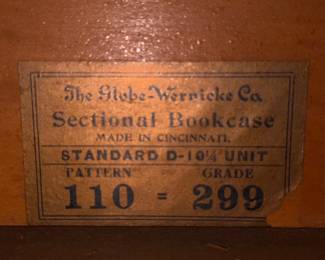 The Globe-Wernicke Co.
Sectional Bookcase
MADE IN CINCINNATI.
STANDARD D-10¼ UNIT
PATTERN GRADE
110 = 299